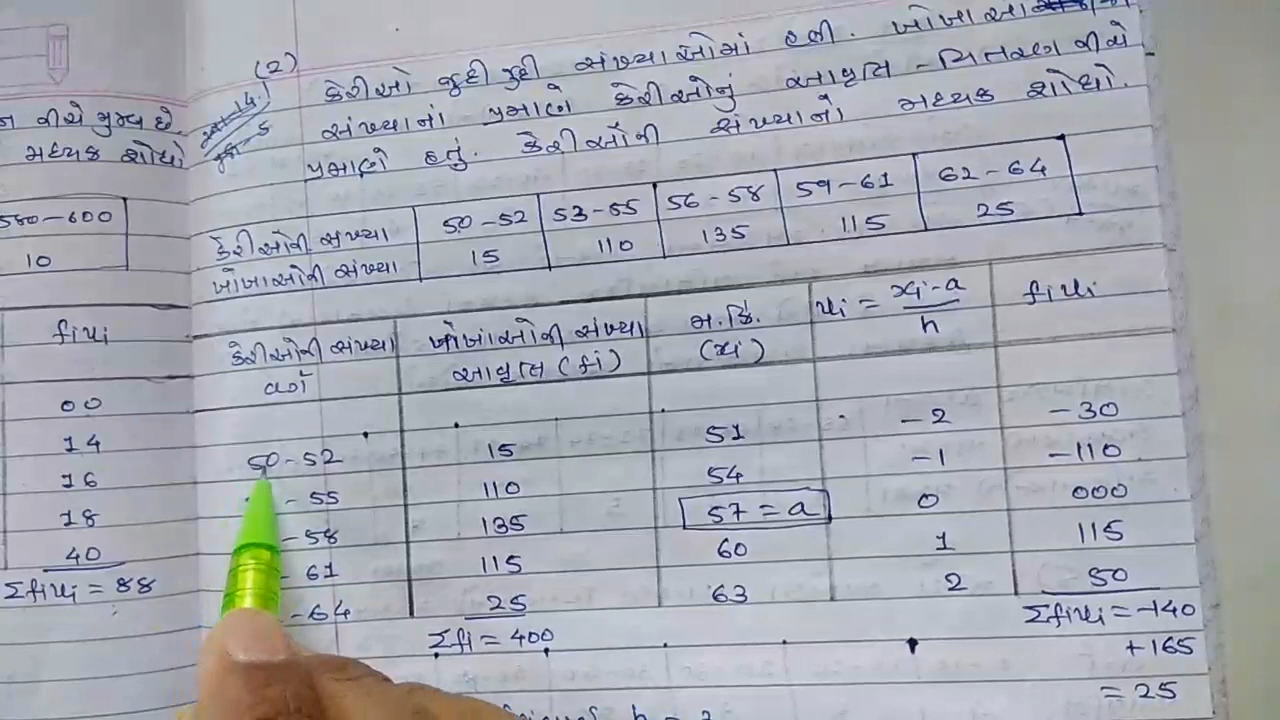 ન નીચે મુજબ છે.
મધ્યક શોધો
580-600
10
fiui
00
14
16
18
40
Σfiui = 88
(2)
કેરીઓ જુદી જુદી સંખ્યાઓમાં હતી. ખોખાઓ
સંખ્યાનાં પ્રમાણે કેરીઓનું આવૃત્તિ-વિતરણ નીચે
પ્રમાણે હતું. કેરીઓની સંખ્યાનો મધ્યક શોધો.
કેરીઓની સંખ્યા 50-52 53-55 56-58 59-61 62-64
ખોખાઓની સંખ્યા 15 110 135 115 25
કેરીઓની સંખ્યા વર્ગ ખોખાઓની સંખ્યા આવૃત્તિ (fi) મ.કિં. (xi) ui = xi-a / h fiui
50-52 15 51 -2 -30
-55 110 54 -1 -110
-58 135 57 = a 0 000
-61 115 60 1 115
-64 25 63 2 50
Σfi = 400 Σfiui = -140
+165
= 25